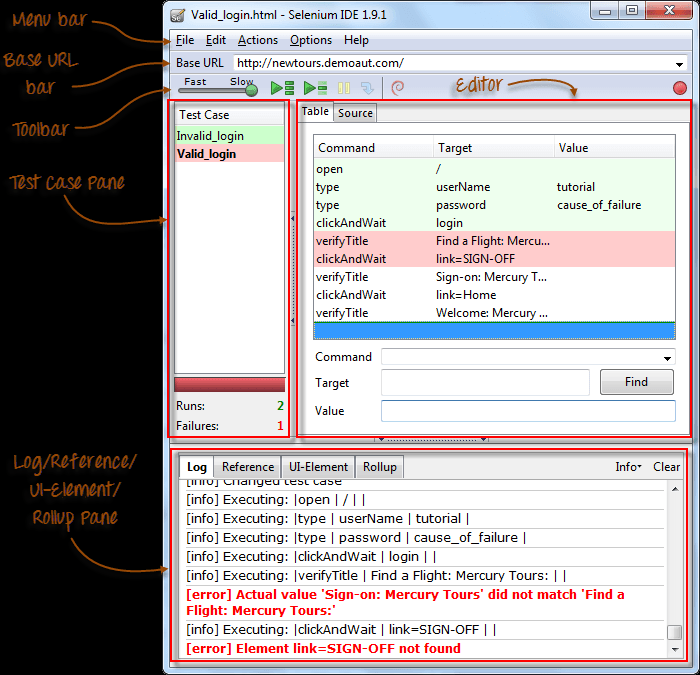 Valid_login.html - Selenium IDE 1.9.1
Menu bar
File Edit Actions Options Help
Base URL bar
Base URL http://newtours.demoaut.com/
Fast Slow
Editor
Toolbar
Test Case
Invalid_login
Valid_login
Test Case Pane
Table Source
Command Target Value
open /
type userName tutorial
type password cause_of_failure
clickAndWait login
verifyTitle Find a Flight: Mercu...
clickAndWait link=SIGN-OFF
verifyTitle Sign-on: Mercury T...
clickAndWait link=Home
verifyTitle Welcome: Mercury ...
Command
Target Find
Value
Runs: 2
Failures: 1
Log/Reference/
UI-Element/
Rollup Pane
Log Reference UI-Element Rollup Info Clear
[info] Changed test case
[info] Executing: |open | / | |
[info] Executing: |type | userName | tutorial |
[info] Executing: |type | password | cause_of_failure |
[info] Executing: |clickAndWait | login | |
[info] Executing: |verifyTitle | Find a Flight: Mercury Tours: | |
[error] Actual value 'Sign-on: Mercury Tours' did not match 'Find a
Flight: Mercury Tours:'
[info] Executing: |clickAndWait | link=SIGN-OFF | |
[error] Element link=SIGN-OFF not found